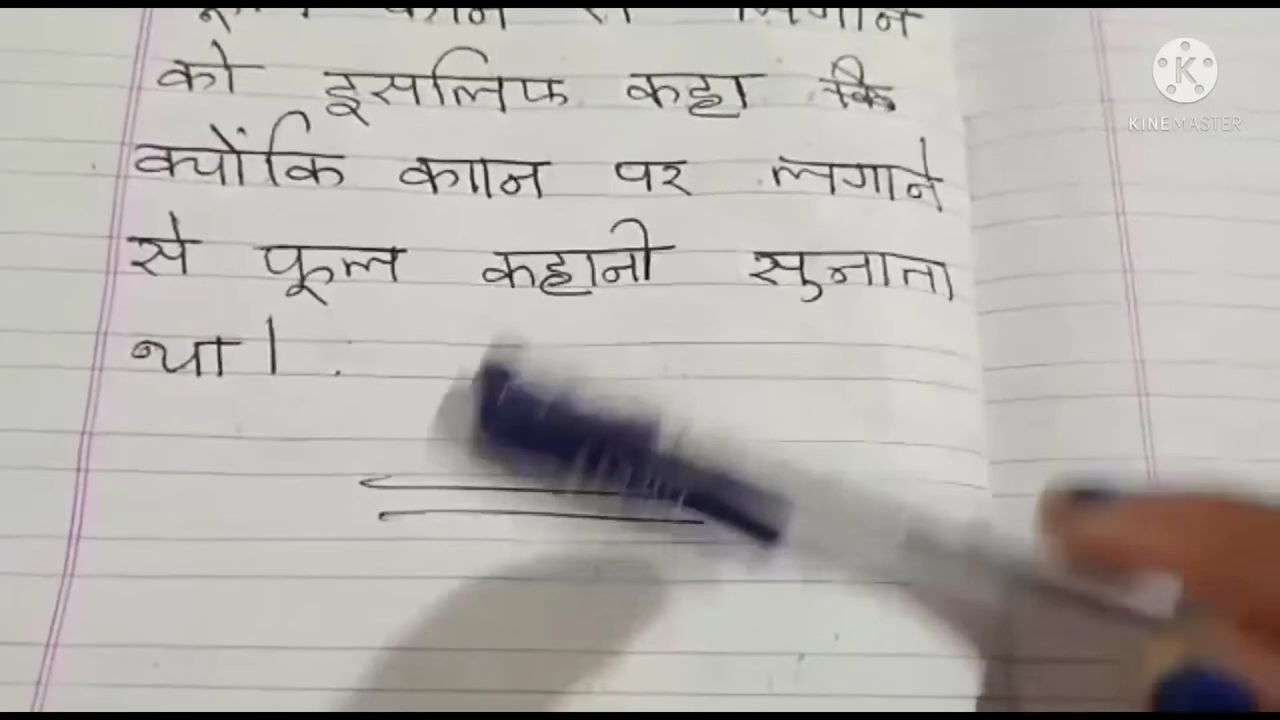 को इसलिए कहा कि
क्योंकि कान पर लगाने
से फूल कहानी सुनाता
था।
KINEMASTER